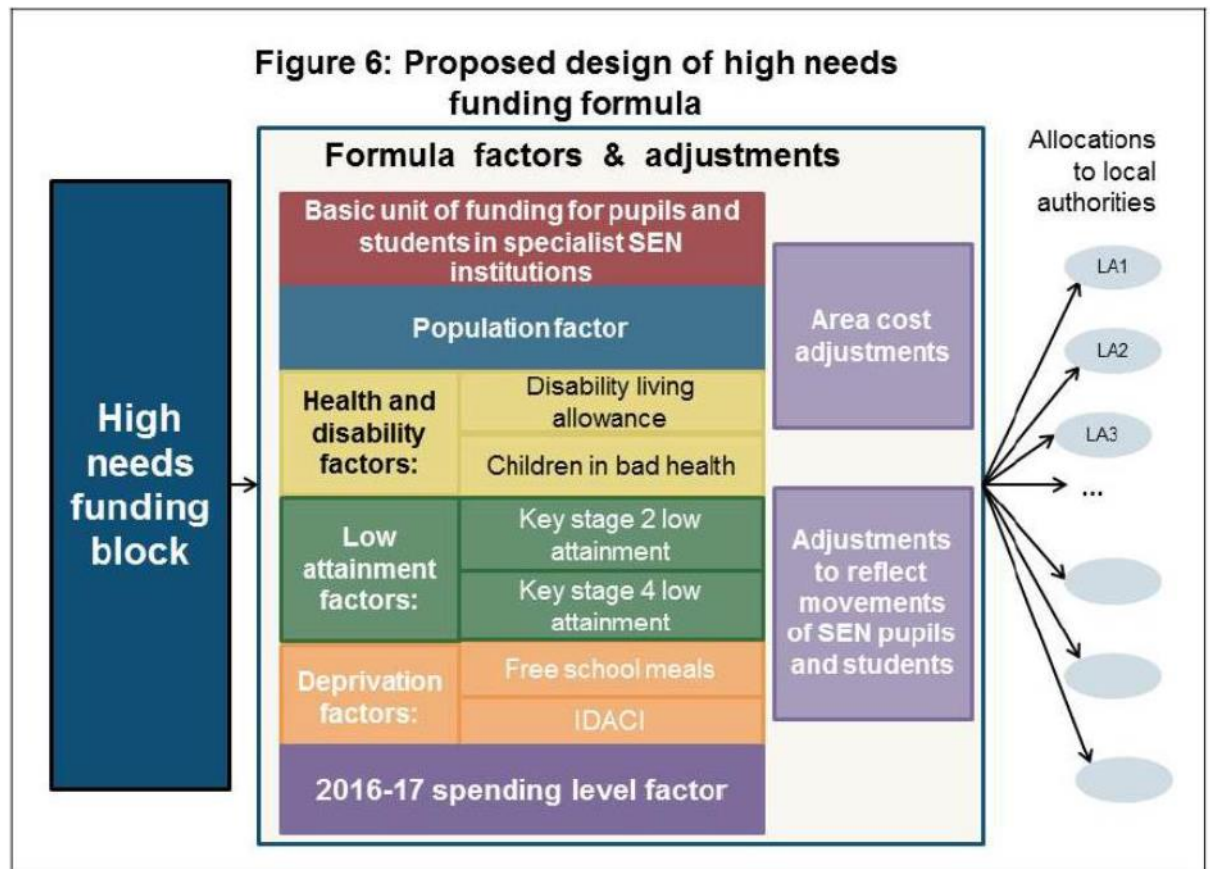 Figure 6: Proposed design of high needs
funding formula
Formula factors & adjustments
High
needs
funding
block
Basic unit of funding for pupils and
students in specialist SEN
institutions
Population factor
Health and
disability
factors:
Disability living
allowance
Children in bad health
Low
attainment
factors:
Key stage 2 low
attainment
Key stage 4 low
attainment
Deprivation
factors:
Free school meals
IDACI
2016-17 spending level factor
Area cost
adjustments
Adjustments
to reflect
movements
of SEN pupils
and students
Allocations
to local
authorities
LA1
LA2
LA3
...